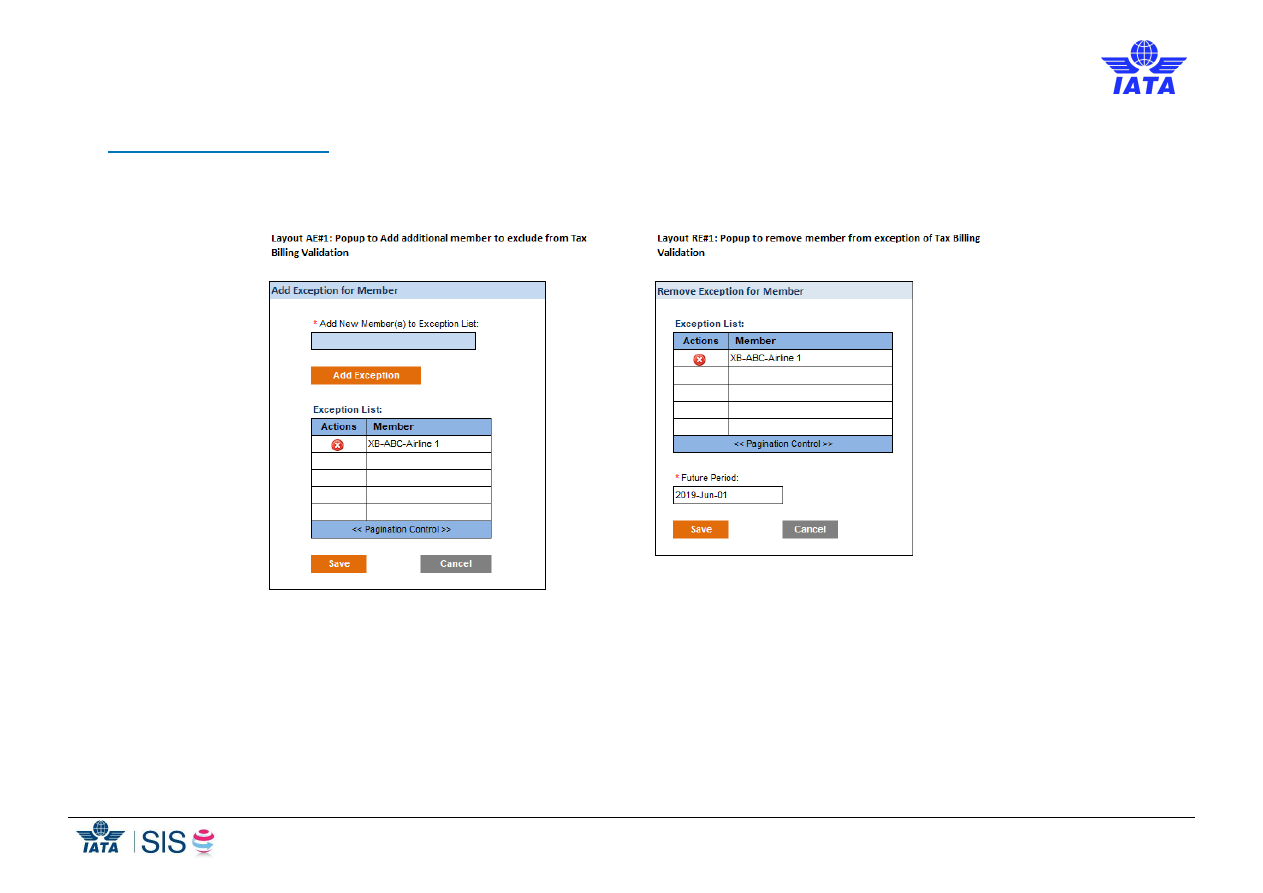 IATA
Layout AE#1: Popup to Add additional member to exclude from Tax
Billing Validation
Add Exception for Member
* Add New Member(s) to Exception List:
Add Exception
Exception List:
Actions Member
XB-ABC-Airline 1
<< Pagination Control >>
Save Cancel
Layout RE#1: Popup to remove member from exception of Tax Billing
Validation
Remove Exception for Member
Exception List:
Actions Member
XB-ABC-Airline 1
<< Pagination Control >>
* Future Period:
2019-Jun-01
Save Cancel
IATA SIS